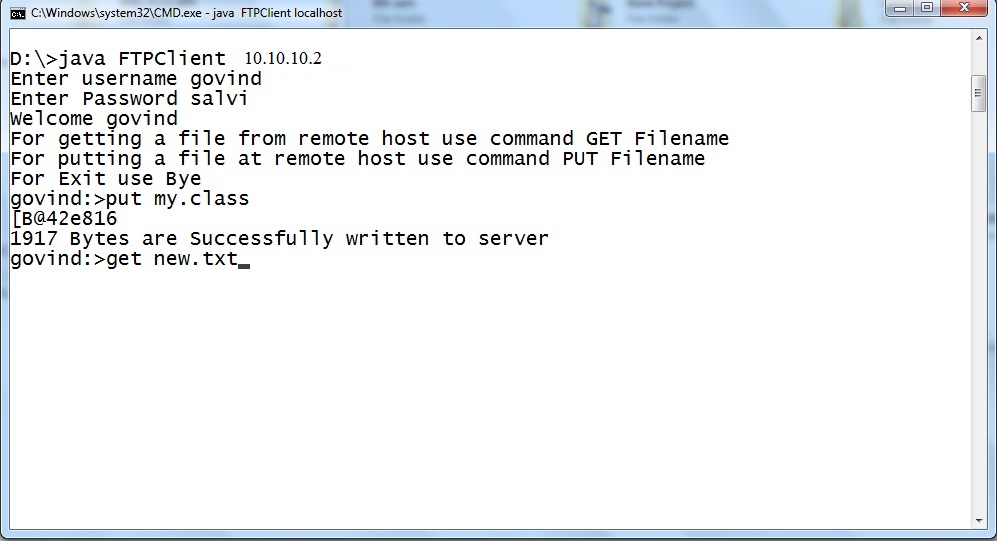 C:\Windows\system32\CMD.exe - java FTPClient localhost
D:\>java FTPClient 10.10.10.2
Enter username govind
Enter Password salvi
Welcome govind
For getting a file from remote host use command GET Filename
For putting a file at remote host use command PUT Filename
For Exit use Bye
govind:>put my.class
[B@42e816
1917 Bytes are Successfully written to server
govind:>get new.txt